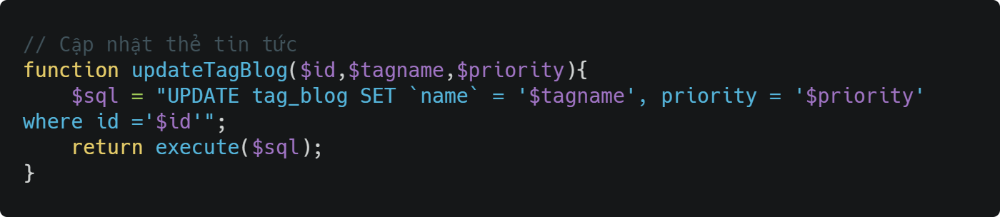 // Cập nhật thẻ tin tức
function updateTagBlog($id,$tagname,$priority){
    $sql = "UPDATE tag_blog SET `name` = '$tagname', priority = '$priority'
where id ='$id'";
    return execute($sql);
}